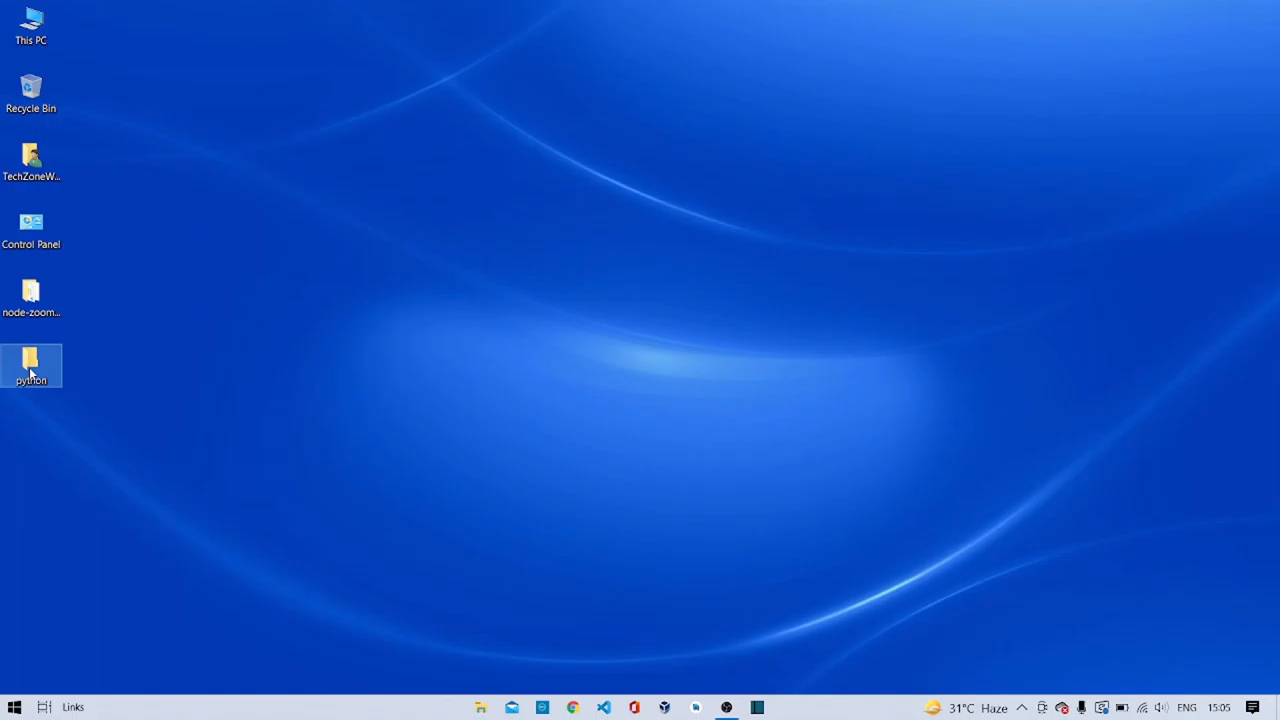 This PC
Recycle Bin
TechZoneW...
Control Panel
node-zoom...
python
Links
31°C Haze
ENG
15:05